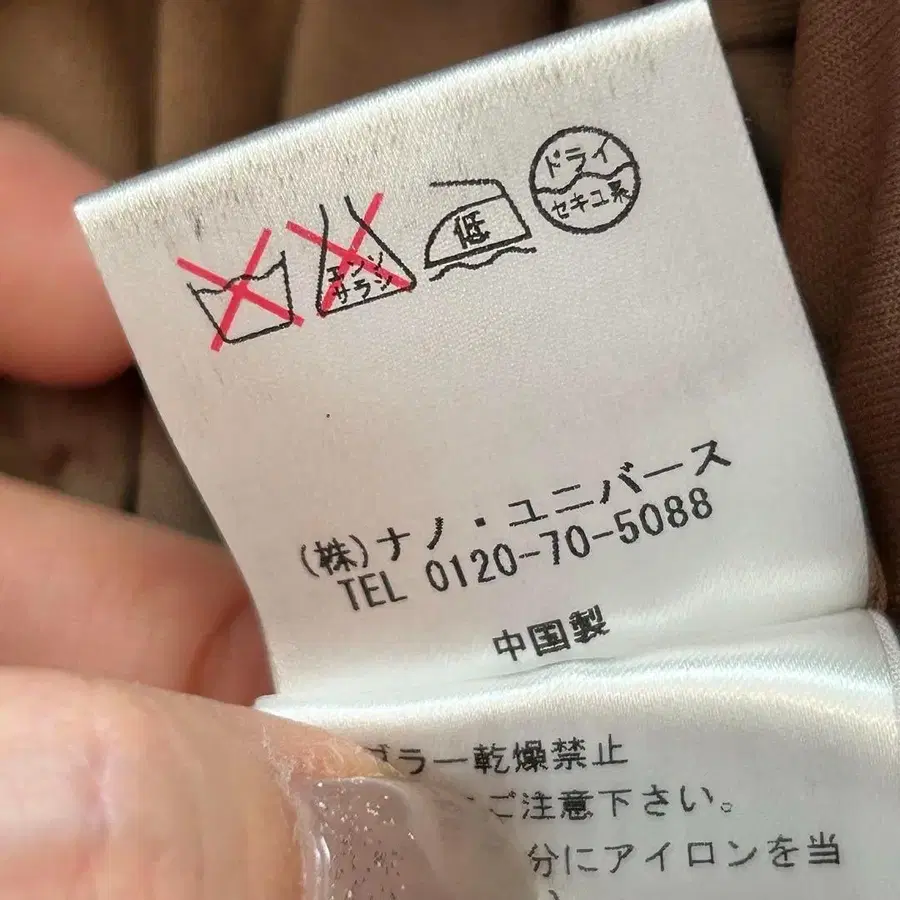 エンソ
サラシ
低
ドライ
セキユ系
(株)ナノ・ユニバース
TEL 0120-70-5088
中国製
ブラー乾燥禁止
ご注意下さい。
分にアイロンを当